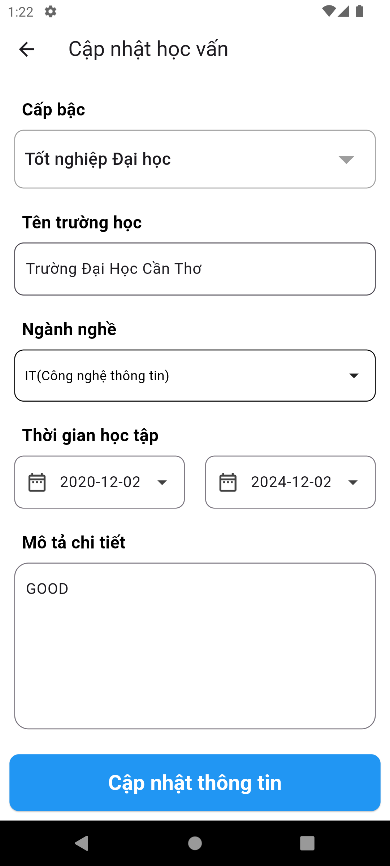 1:22
Cập nhật học vấn
Cấp bậc
Tốt nghiệp Đại học
Tên trường học
Trường Đại Học Cần Thơ
Ngành nghề
IT(Công nghệ thông tin)
Thời gian học tập
2020-12-02 2024-12-02
Mô tả chi tiết
GOOD
Cập nhật thông tin